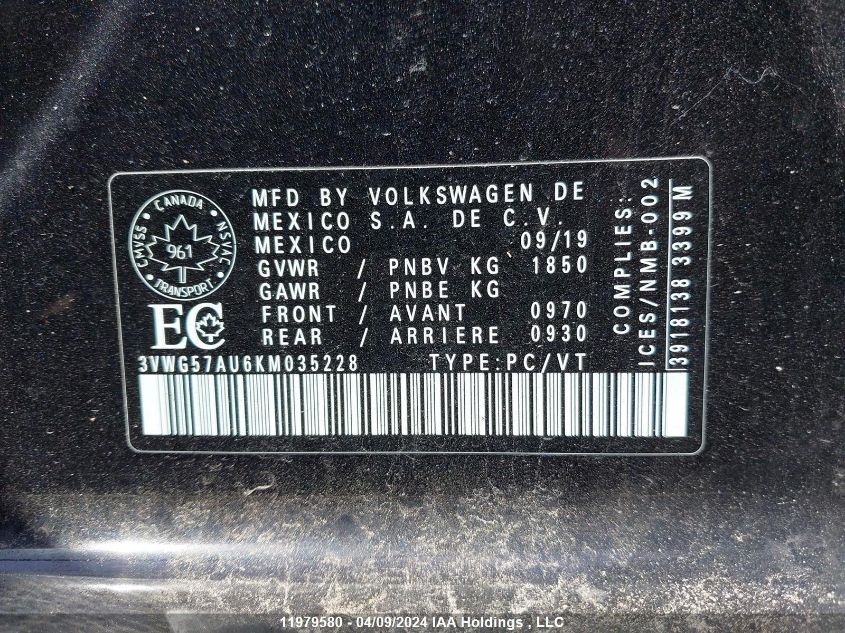 CANADA
CMVSS
NSVAC
961
TRANSPORT
EC
MFD BY VOLKSWAGEN DE
MEXICO S.A. DE C.V.
MEXICO 09/19
GVWR / PNBV KG 1850
GAWR / PNBE KG
FRONT / AVANT 0970
REAR / ARRIERE 0930
3VWG57AU6KM035228 TYPE:PC/VT
COMPLIES:
ICES/NMB-002
3918138 3399 M
11979580 - 04/09/2024 IAA Holdings , LLC